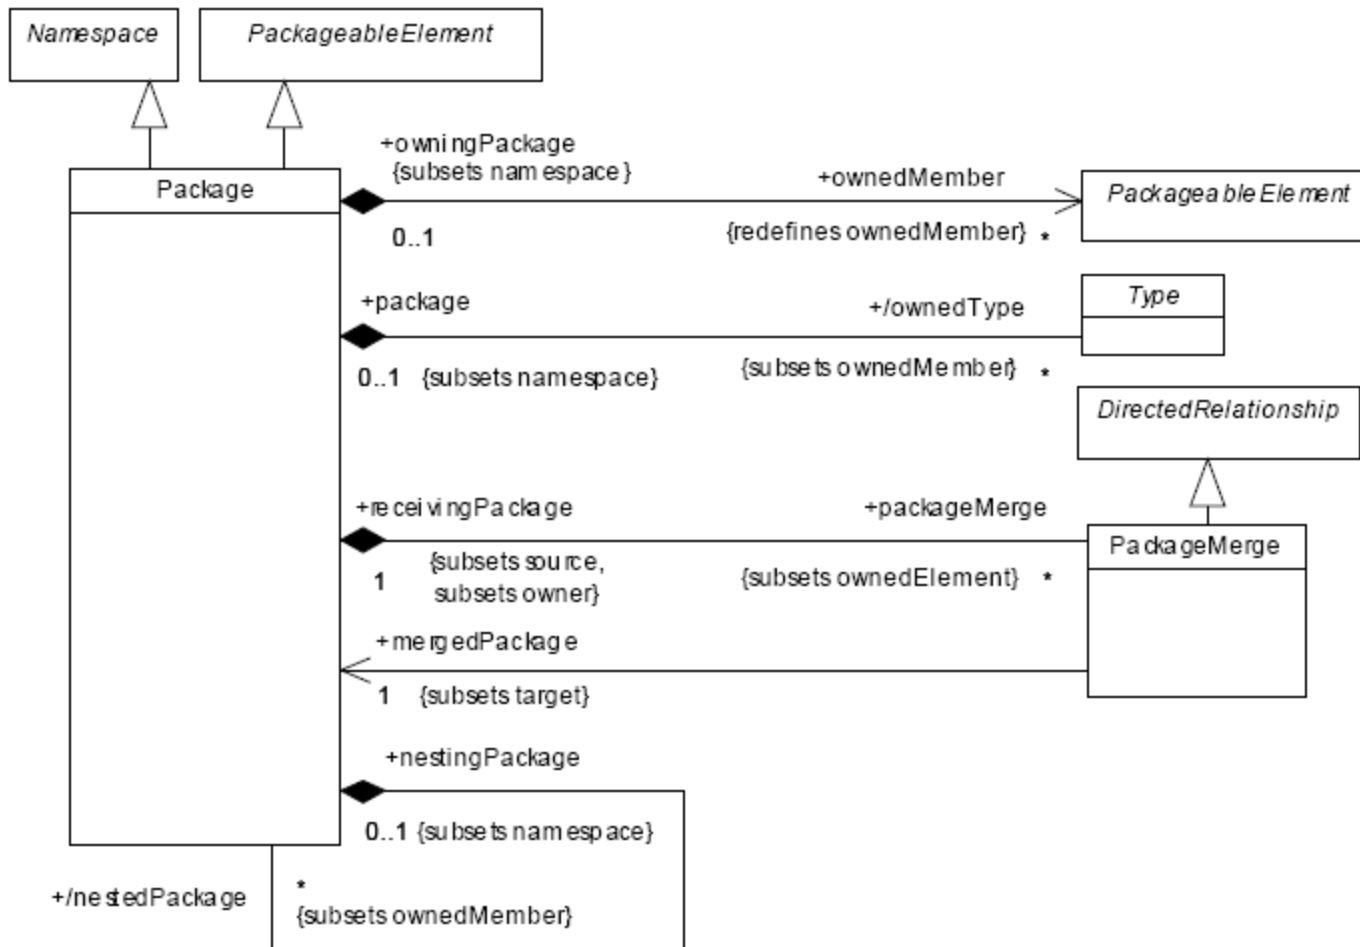 Namespace
PackageableElement
+owningPackage
{subsets namespace}
+ownedMember
Package
PackageableElement
0..1
{redefines ownedMember} *
+package
+/ownedType
Type
0..1 {subsets namespace}
{subsets ownedMember} *
DirectedRelationship
+receivingPackage
+packageMerge
PackageMerge
1
{subsets source,
subsets owner}
{subsets ownedElement} *
+mergedPackage
1 {subsets target}
+nestingPackage
0..1 {subsets namespace}
+/nestedPackage
*
{subsets ownedMember}